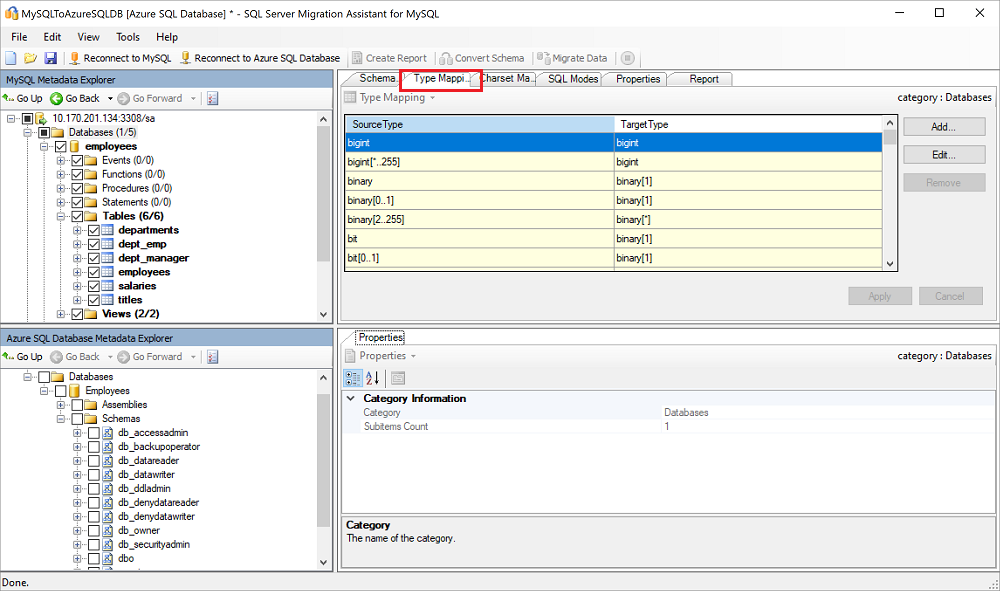 MySQLToAzureSQLDB [Azure SQL Database] * - SQL Server Migration Assistant for MySQL
File Edit View Tools Help
Reconnect to MySQL Reconnect to Azure SQL Database Create Report Convert Schema Migrate Data
MySQL Metadata Explorer
Go Up Go Back Go Forward
10.170.201.134:3308/sa
Databases (1/5)
employees
Events (0/0)
Functions (0/0)
Procedures (0/0)
Statements (0/0)
Tables (6/6)
departments
dept_emp
dept_manager
employees
salaries
titles
Views (2/2)
Schema... Type Mappi... Charset Ma... SQL Modes Properties Report
Type Mapping category : Databases
SourceType TargetType
bigint bigint
bigint[*..255] bigint
binary binary[1]
binary[0..1] binary[1]
binary[2..255] binary[*]
bit binary[1]
bit[0..1] binary[1]
Add...
Edit...
Remove
Apply Cancel
Azure SQL Database Metadata Explorer
Go Up Go Back Go Forward
Databases
Employees
Assemblies
Schemas
db_accessadmin
db_backupoperator
db_datareader
db_datawriter
db_ddladmin
db_denydatareader
db_denydatawriter
db_owner
db_securityadmin
dbo
Properties
Properties category : Databases
Category Information
Category Databases
Subitems Count 1
Category
The name of the category.
Done.